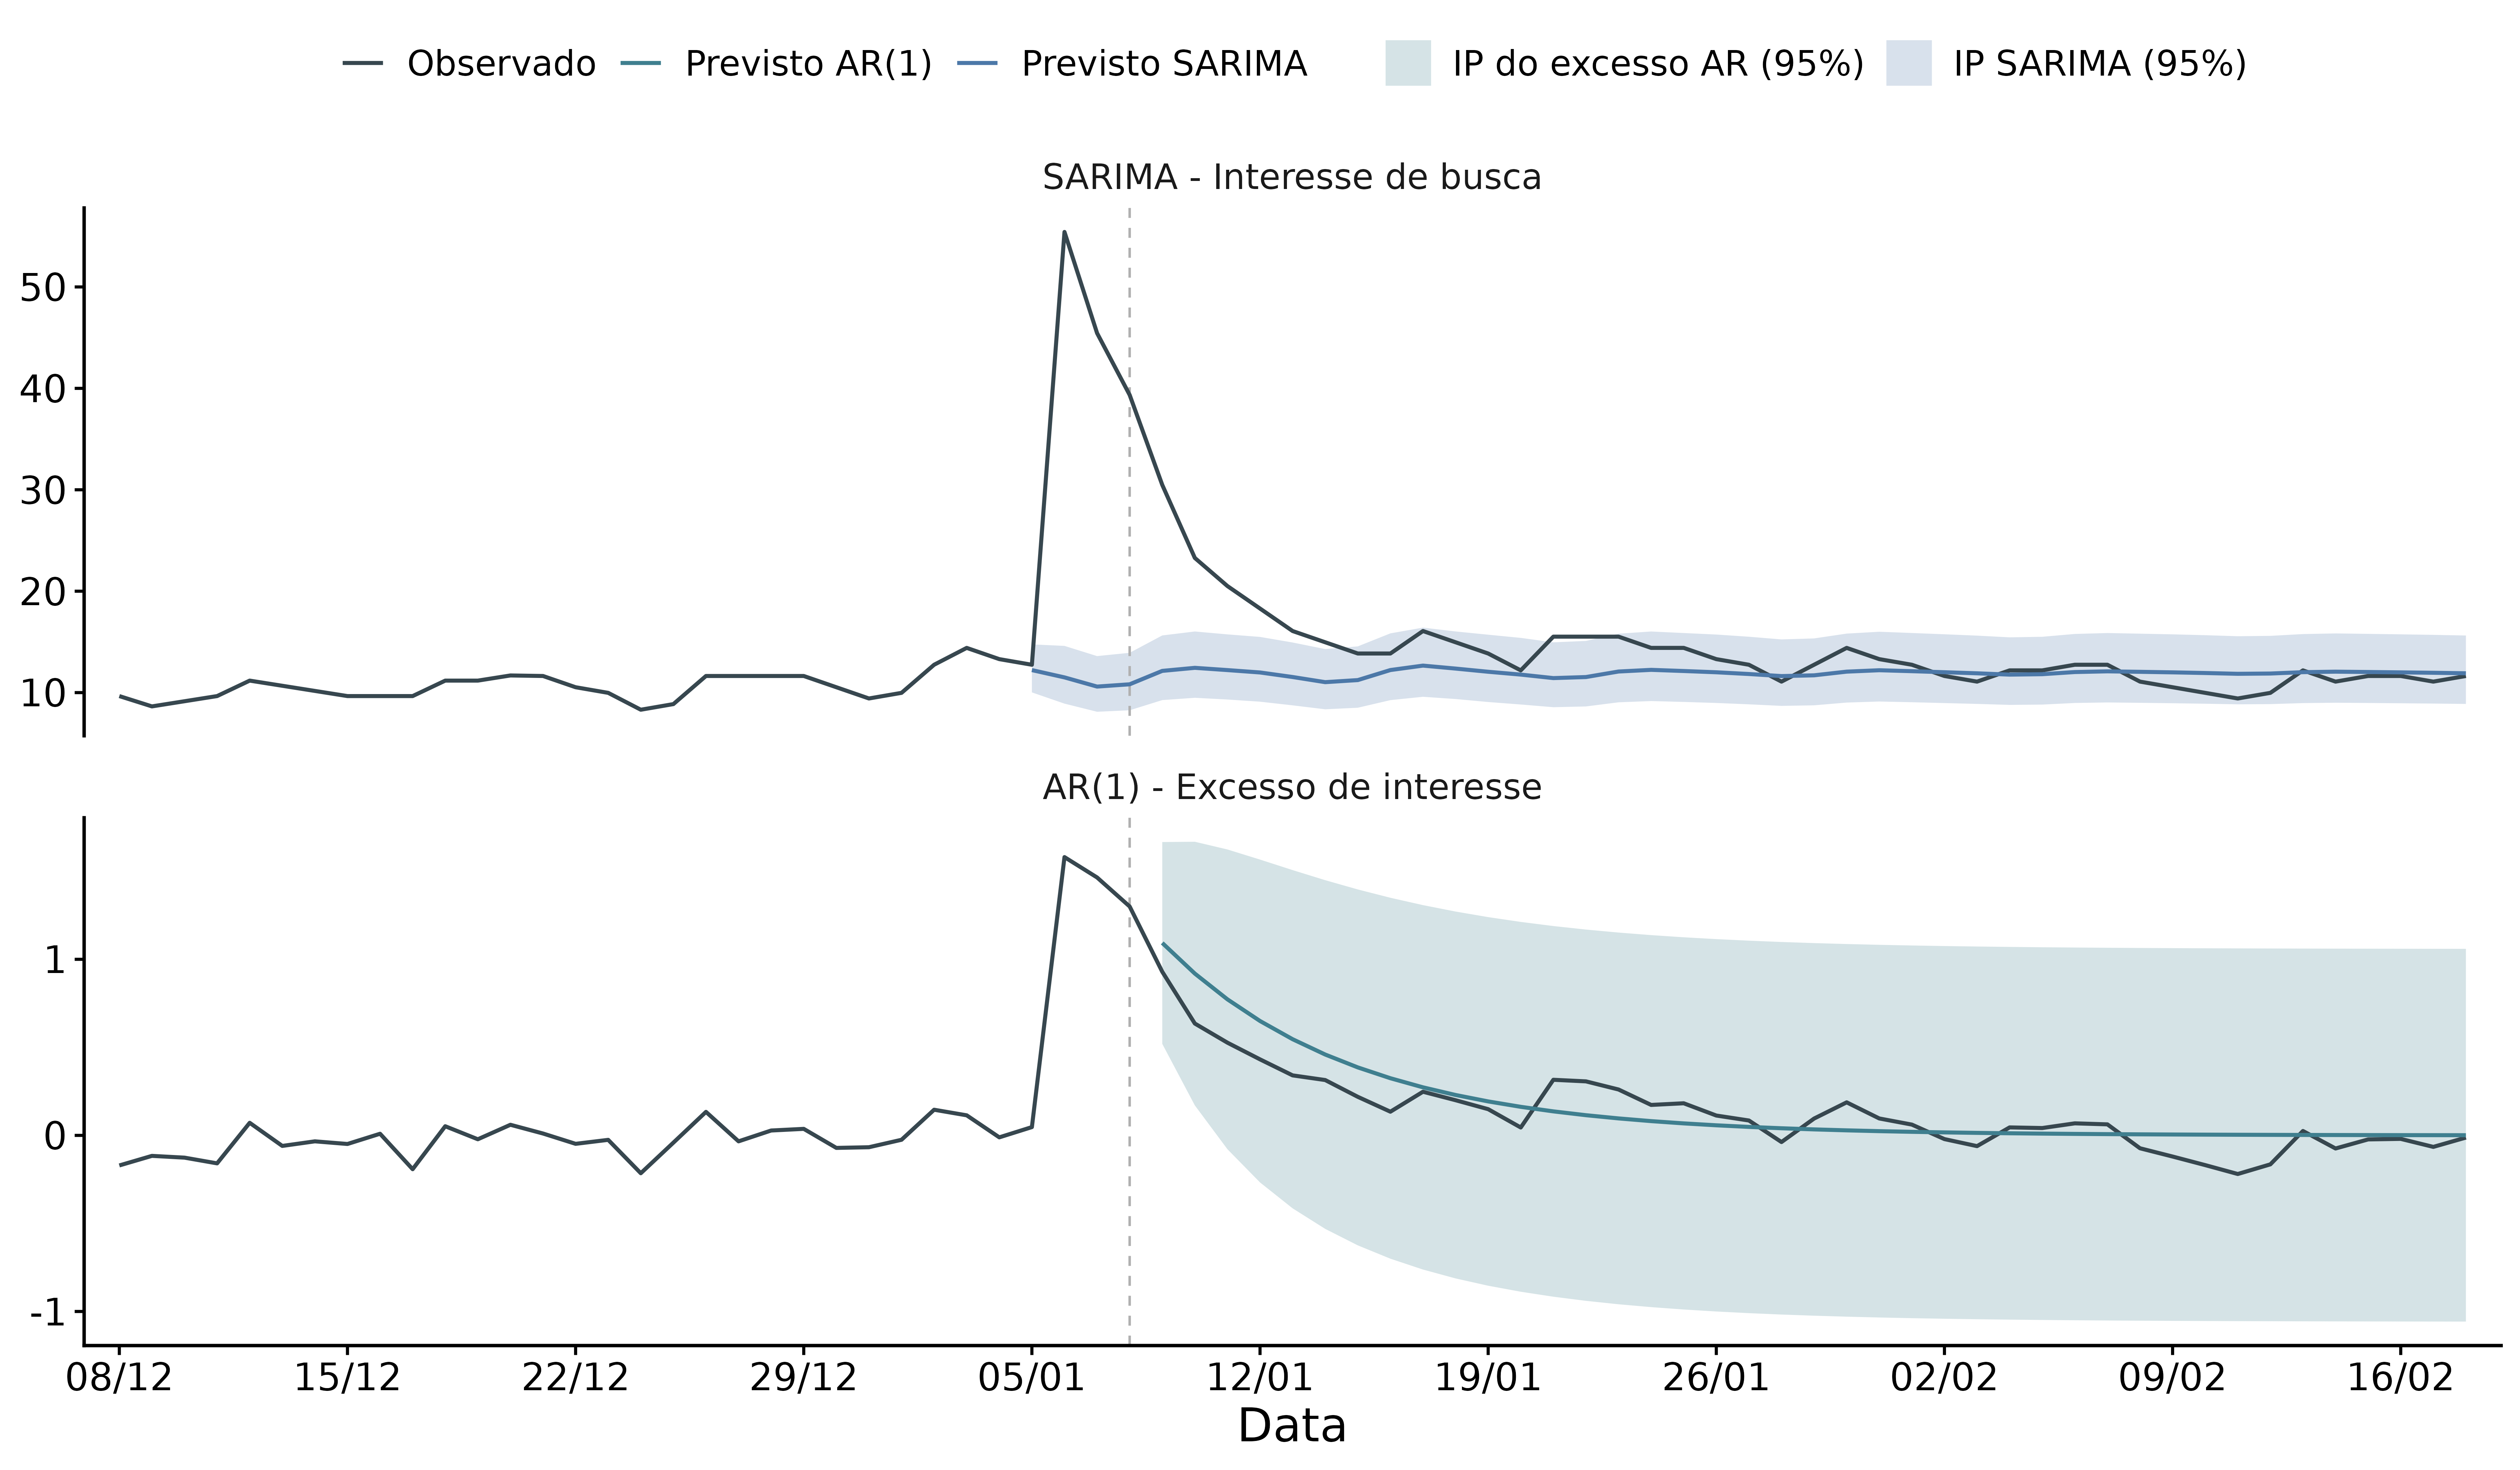 Observado Previsto AR(1) Previsto SARIMA IP do excesso AR (95%) IP SARIMA (95%)
SARIMA - Interesse de busca
50
40
30
20
10
AR(1) - Excesso de interesse
1
0
-1
08/12 15/12 22/12 29/12 05/01 12/01 19/01 26/01 02/02 09/02 16/02
Data